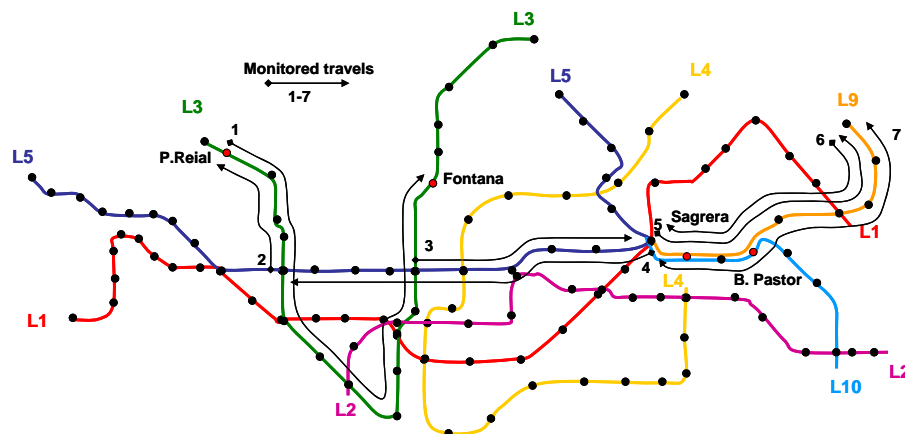 L3
L4
L5
Monitored travels
1-7
L3
1
L9
7
6
P.Reial
L5
Fontana
Sagrera
5
L1
3
2
4
B. Pastor
L4
L1
L2
L10
L2